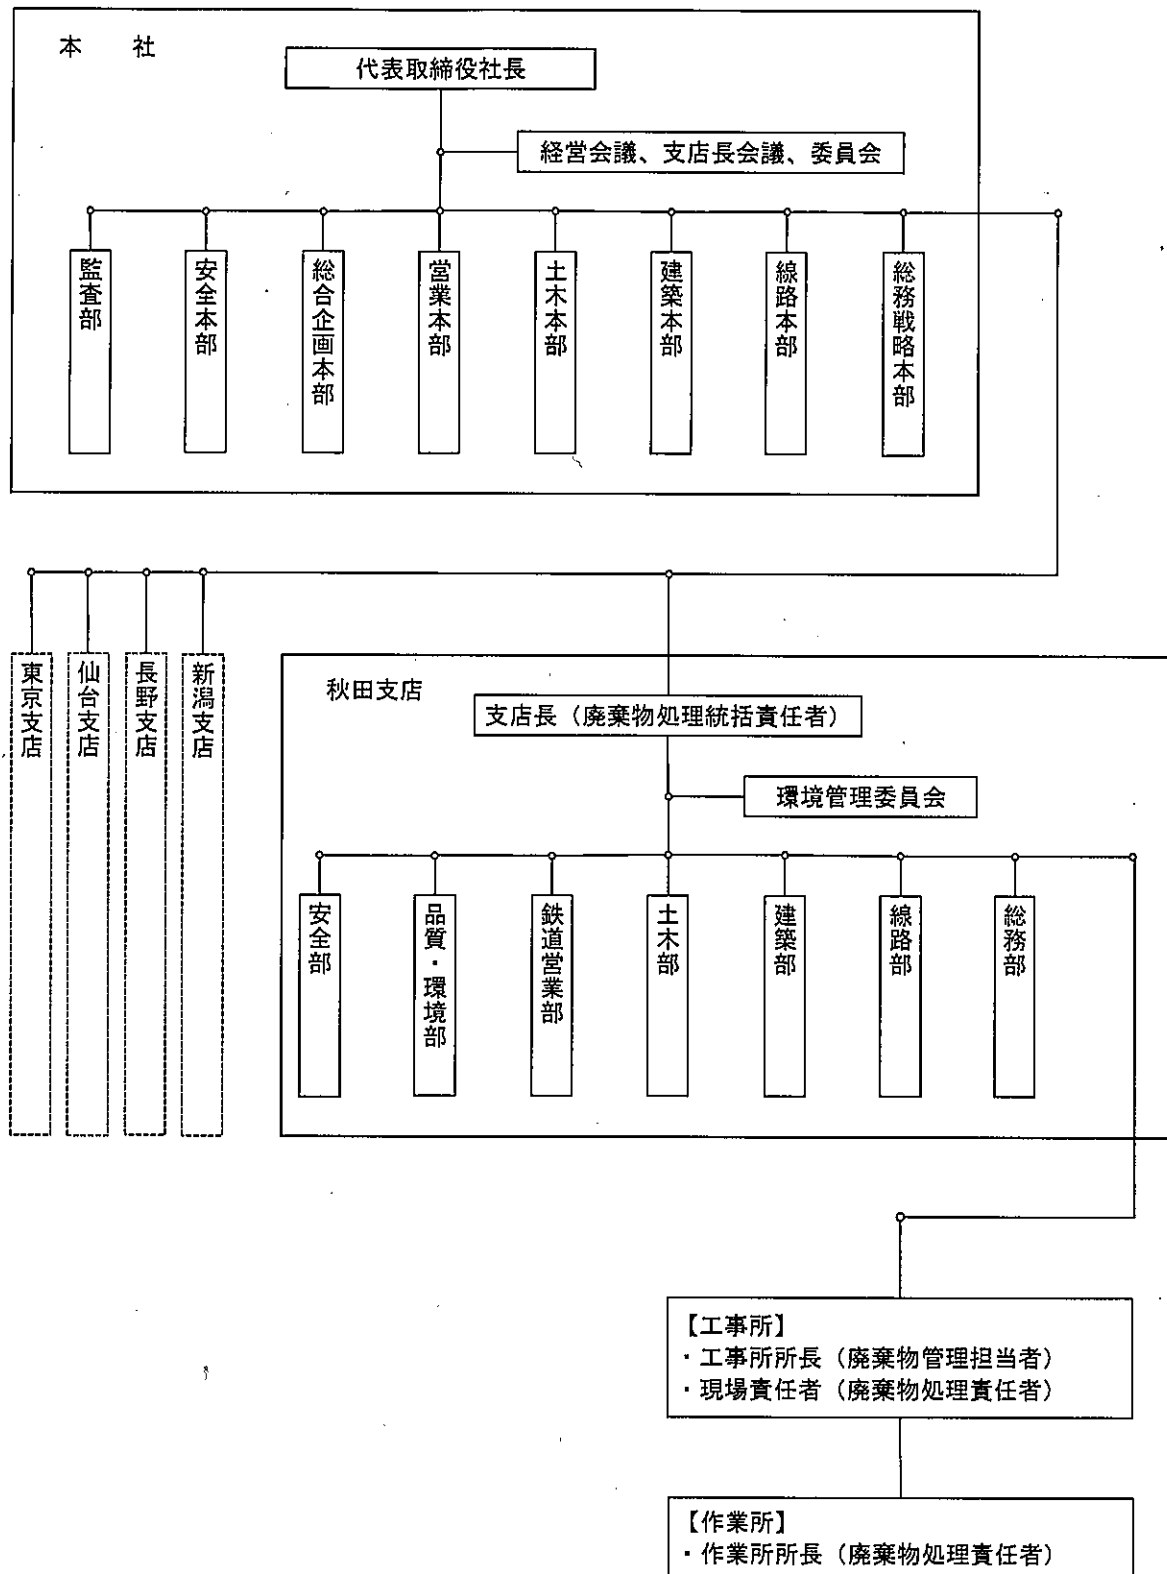 本 社
代表取締役社長
経営会議、支店長会議、委員会
監査部
安全本部
総合企画本部
営業本部
土木本部
建築本部
線路本部
総務戦略本部
東京支店
仙台支店
長野支店
新潟支店
秋田支店
支店長（廃棄物処理統括責任者）
環境管理委員会
安全部
品質・環境部
鉄道営業部
土木部
建築部
線路部
総務部
【工事所】
・工事所所長（廃棄物管理担当者）
・現場責任者（廃棄物処理責任者）
【作業所】
・作業所所長（廃棄物処理責任者）